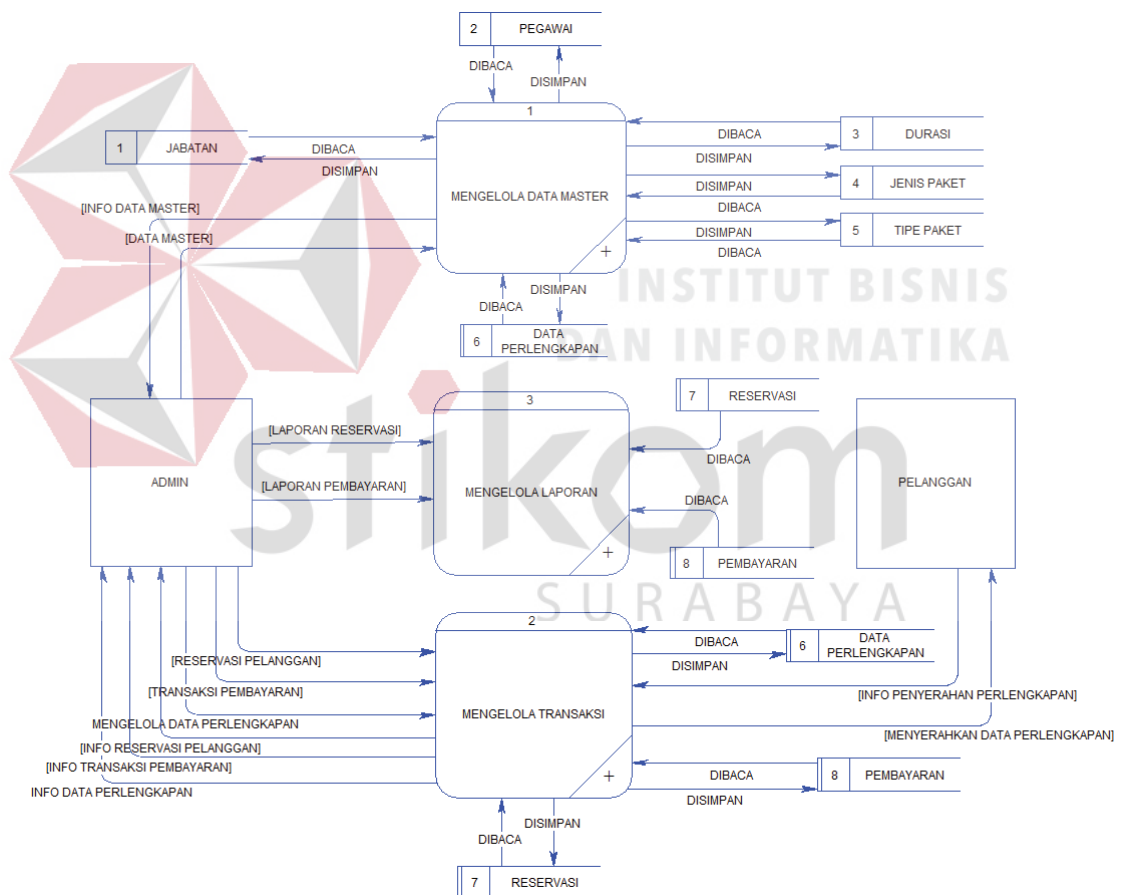 2 PEGAWAI
DIBACA
DISIMPAN
1
1 JABATAN
DIBACA
DISIMPAN
MENGELOLA DATA MASTER
+
DIBACA
3 DURASI
DISIMPAN
DISIMPAN
4 JENIS PAKET
DIBACA
DISIMPAN
5 TIPE PAKET
DIBACA
[INFO DATA MASTER]
[DATA MASTER]
DIBACA
DISIMPAN
6 DATA
PERLENGKAPAN
INSTITUT BISNIS
DAN INFORMATIKA
stikom
SURABAYA
ADMIN
[LAPORAN RESERVASI]
[LAPORAN PEMBAYARAN]
3
MENGELOLA LAPORAN
+
7 RESERVASI
DIBACA
DIBACA
8 PEMBAYARAN
PELANGGAN
2
MENGELOLA TRANSAKSI
+
[RESERVASI PELANGGAN]
[TRANSAKSI PEMBAYARAN]
MENGELOLA DATA PERLENGKAPAN
[INFO RESERVASI PELANGGAN]
[INFO TRANSAKSI PEMBAYARAN]
INFO DATA PERLENGKAPAN
DIBACA
DISIMPAN
6 DATA
PERLENGKAPAN
[INFO PENYERAHAN PERLENGKAPAN]
[MENYERAHKAN DATA PERLENGKAPAN]
DIBACA
DISIMPAN
8 PEMBAYARAN
DIBACA
DISIMPAN
7 RESERVASI